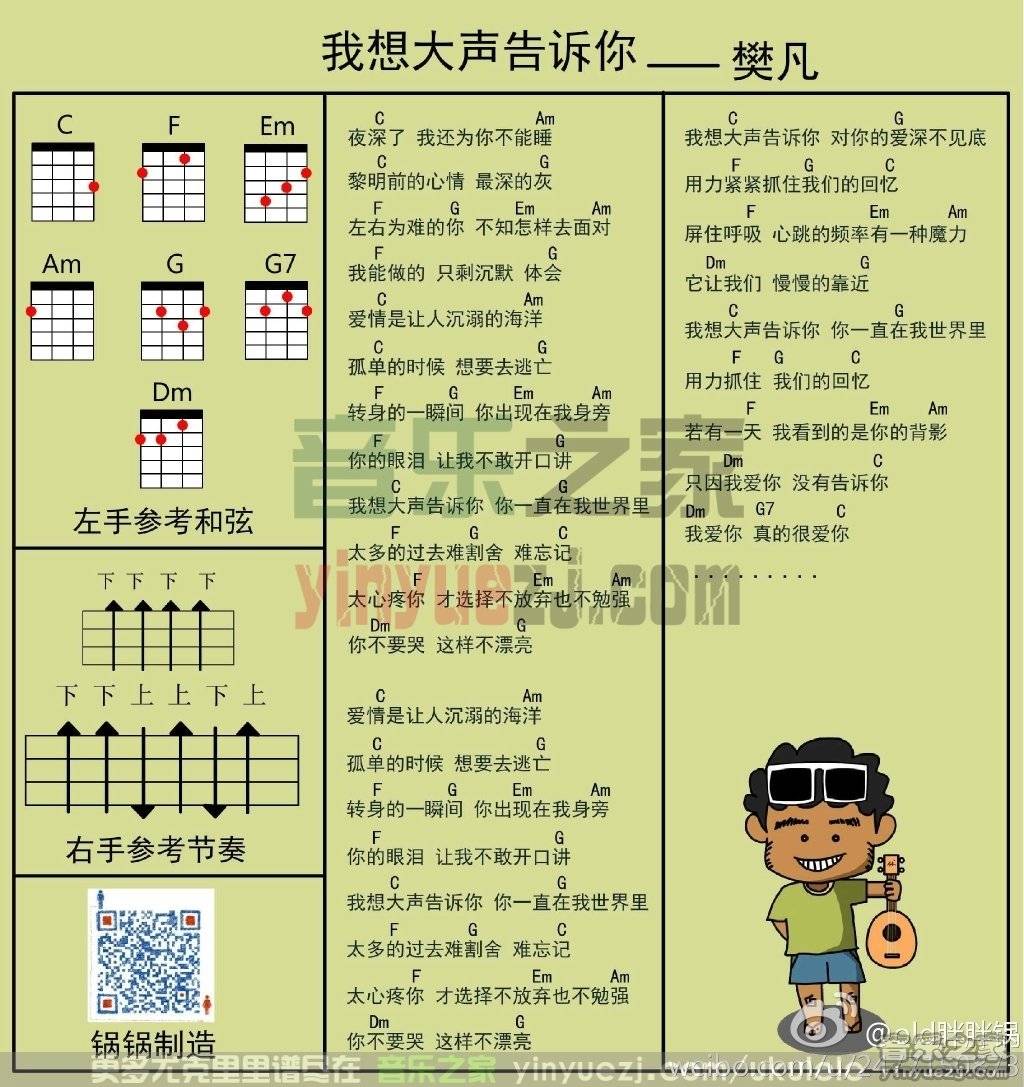 我想大声告诉你——樊凡
C F Em
Am G G7
Dm
左手参考和弦
下 下 下 下
下 下 上 上 下 上
右手参考节奏
锅锅制造
C Am
夜深了 我还为你不能睡
C G
黎明前的心情 最深的灰
F G Em Am
左右为难的你 不知怎样去面对
F G
我能做的 只剩沉默 体会
C Am
爱情是让人沉溺的海洋
C G
孤单的时候 想要去逃亡
F G Em Am
转身的一瞬间 你出现在我身旁
F G
你的眼泪 让我不敢开口讲
C G
我想大声告诉你 你一直在我世界里
F G C
太多的过去难割舍 难忘记
F Em Am
太心疼你 才选择不放弃也不勉强
Dm G
你不要哭 这样不漂亮
C Am
爱情是让人沉溺的海洋
C G
孤单的时候 想要去逃亡
F G Em Am
转身的一瞬间 你出现在我身旁
F G
你的眼泪 让我不敢开口讲
C G
我想大声告诉你 你一直在我世界里
F G C
太多的过去难割舍 难忘记
F Em Am
太心疼你 才选择不放弃也不勉强
Dm G
你不要哭 这样不漂亮
C G
我想大声告诉你 对你的爱深不见底
F G C
用力紧紧抓住我们的回忆
F Em Am
屏住呼吸 心跳的频率有一种魔力
Dm G
它让我们 慢慢的靠近
C G
我想大声告诉你 你一直在我世界里
F G C
用力抓住 我们的回忆
F Em Am
若有一天 我看到的是你的背影
Dm C
只因我爱你 没有告诉你
Dm G7 C
我爱你 真的很爱你
·········
音乐之家
yinyuezj.com
@old胖胖锅
更多尤克里里谱尽在 音乐之家 yinyuezj.com
音乐之家
www.yinyuezj.com